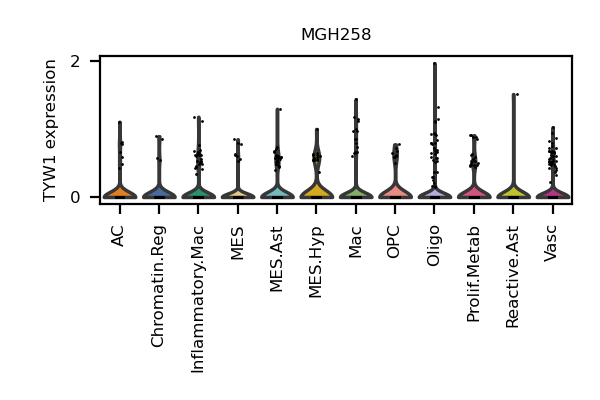 MGH258
TYW1 expression
2
0
AC
Chromatin.Reg
Inflammatory.Mac
MES
MES.Ast
MES.Hyp
Mac
OPC
Oligo
Prolif.Metab
Reactive.Ast
Vasc